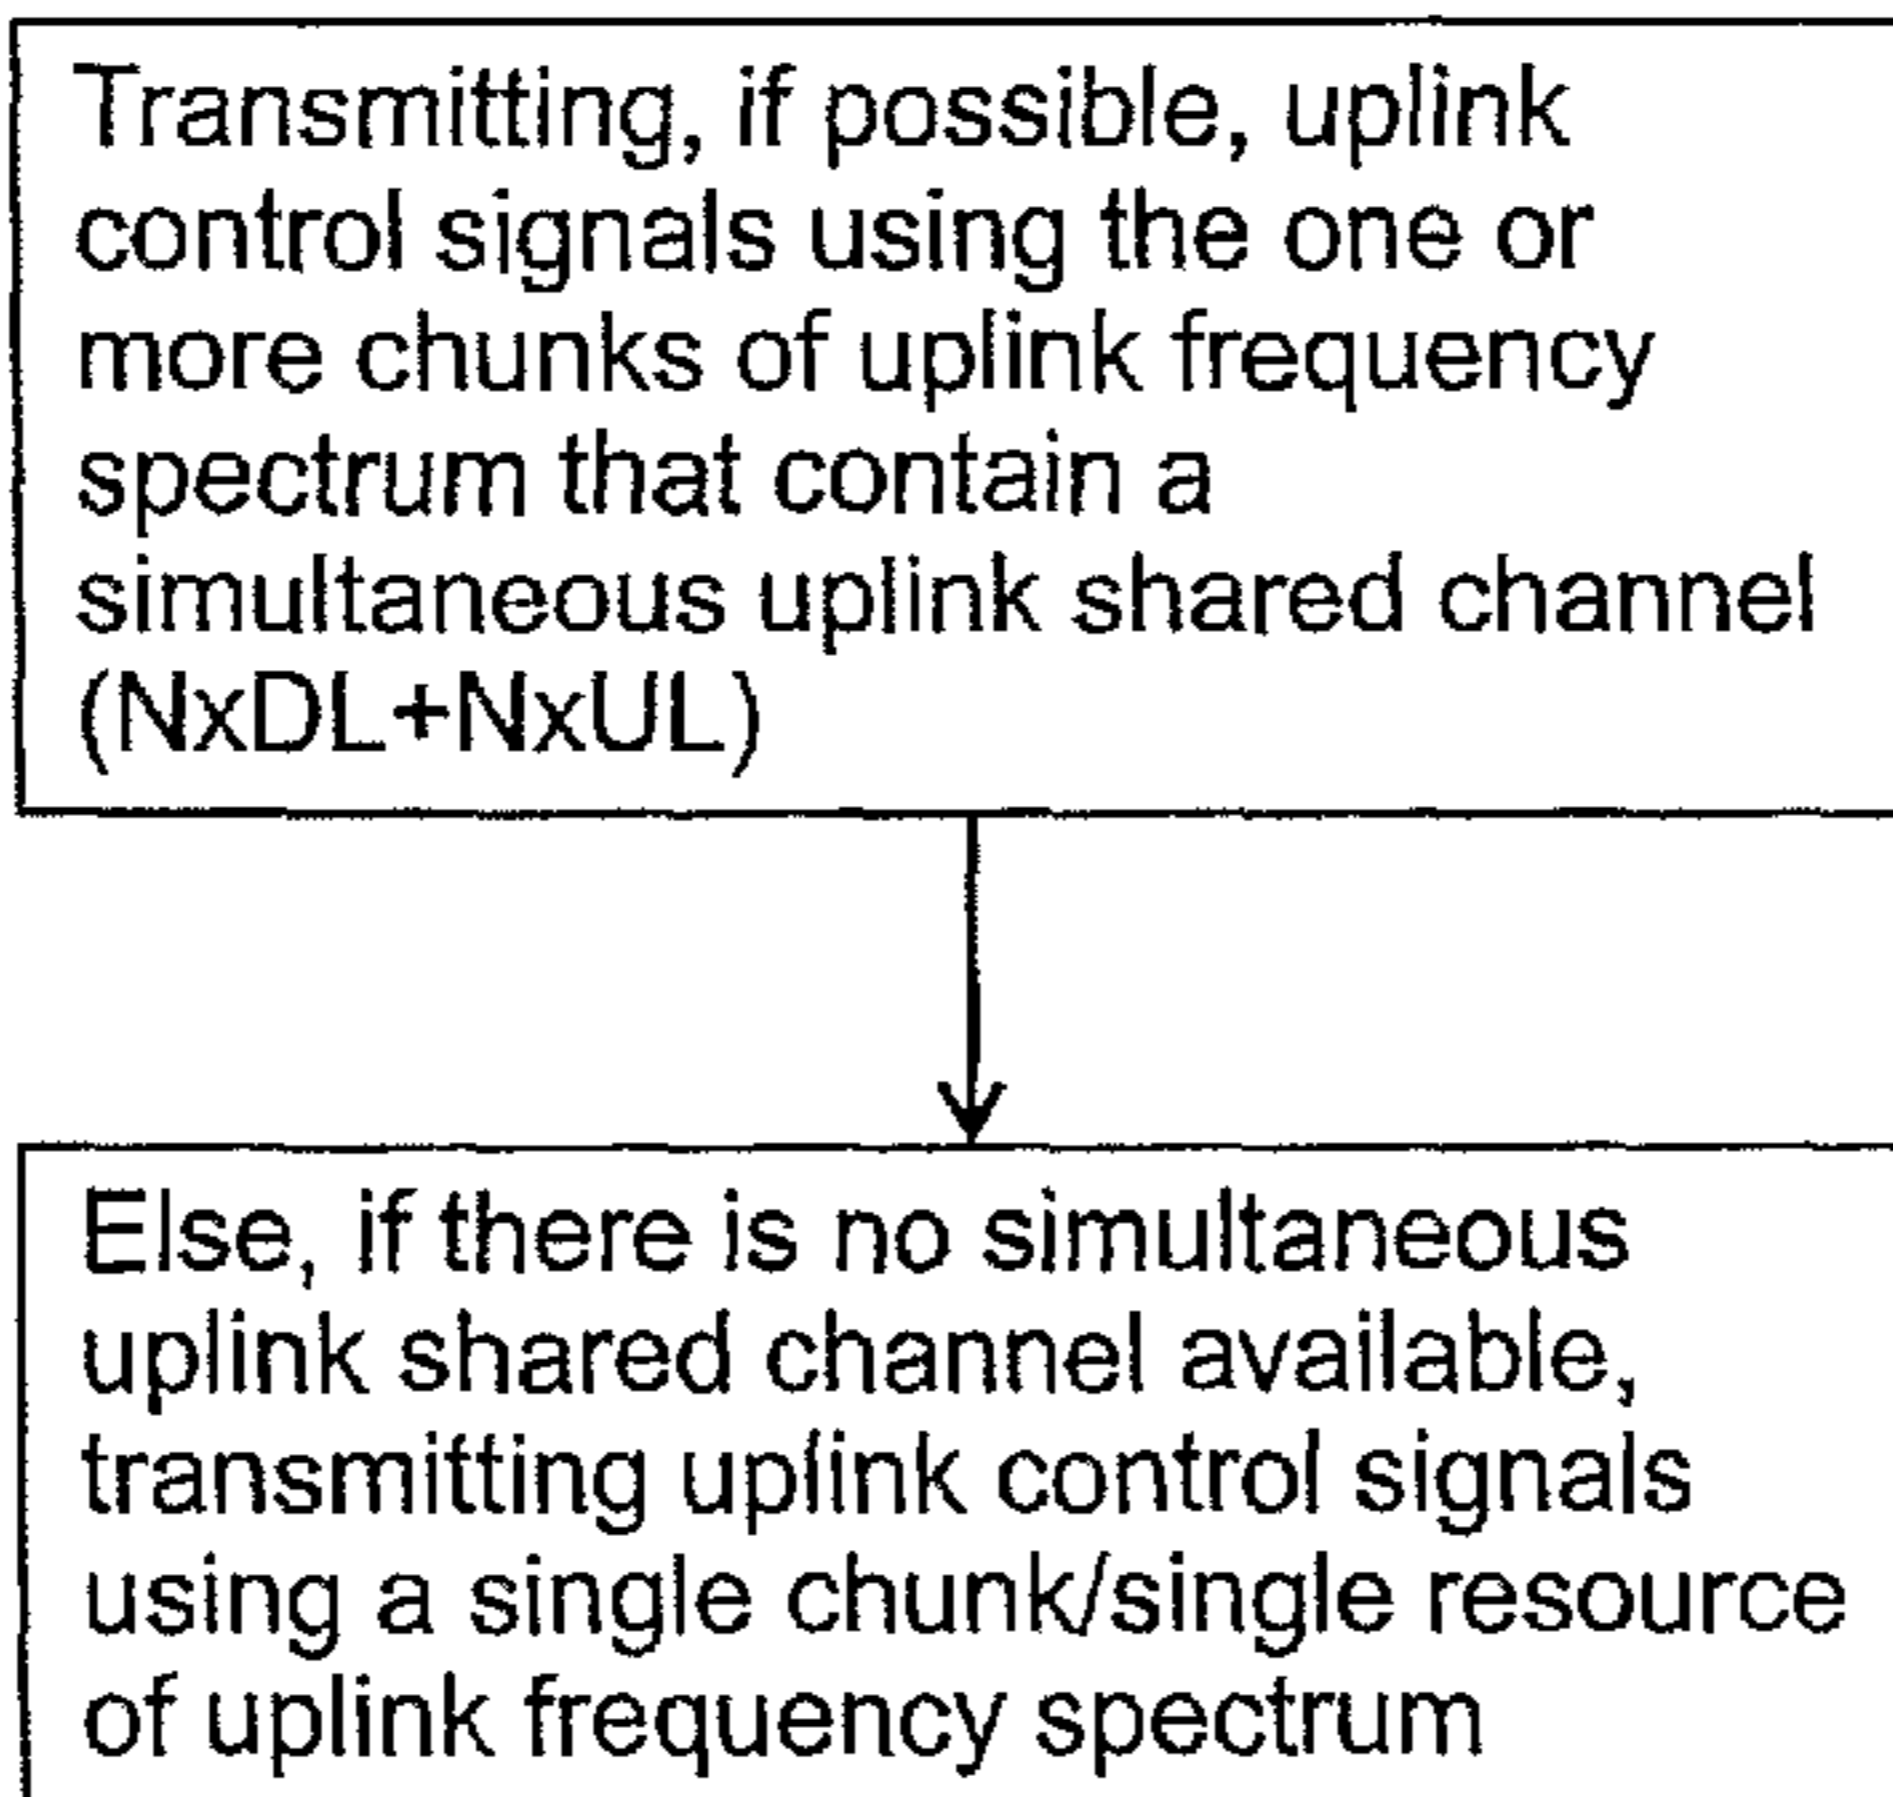 Transmitting, if possible, uplink
control signals using the one or
more chunks of uplink frequency
spectrum that contain a
simultaneous uplink shared channel
(NxDL+NxUL)
Else, if there is no simultaneous
uplink shared channel available,
transmitting uplink control signals
using a single chunk/single resource
of uplink frequency spectrum